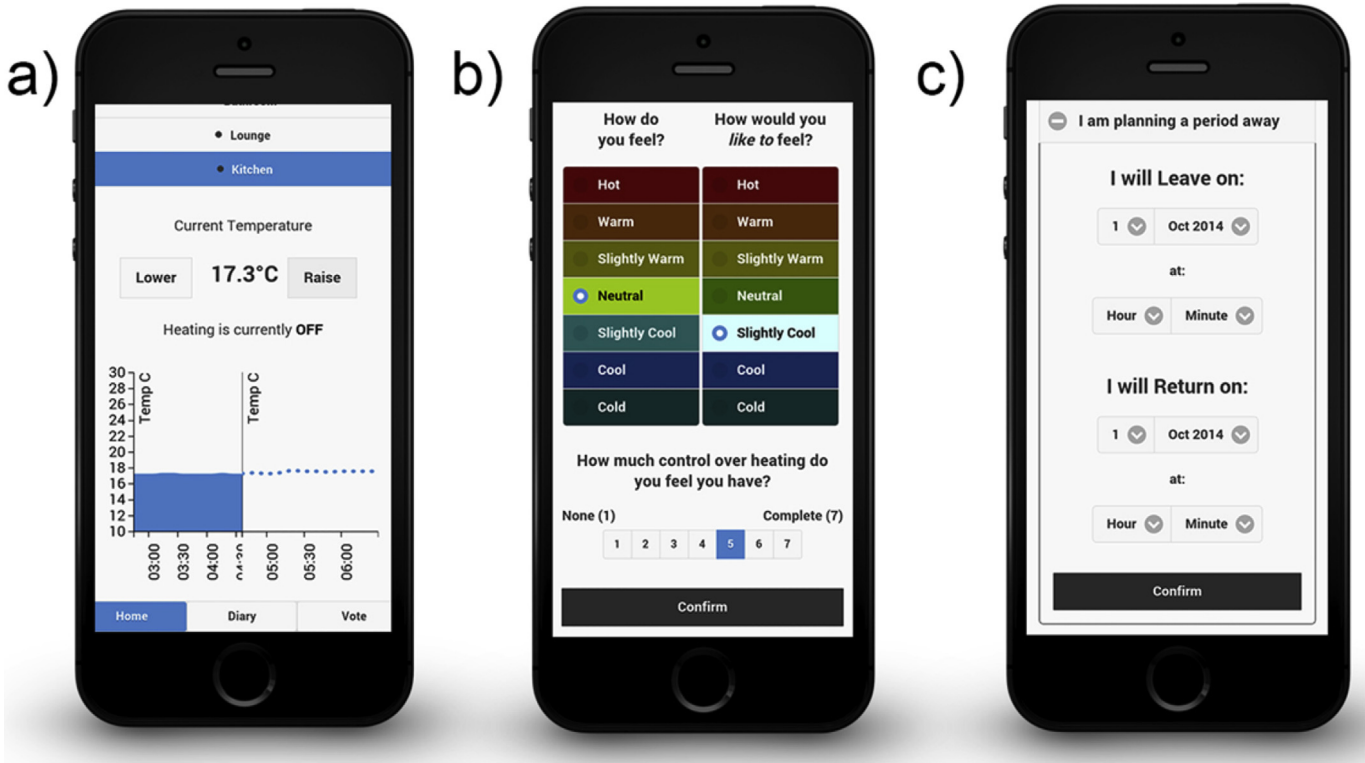 a)
Lounge
Kitchen
Current Temperature
Lower 17.3°C Raise
Heating is currently OFF
30
28
26
24
22
20
18
16
14
12
10
Temp C
Temp C
03:00
03:30
04:00
04:30
05:00
05:30
06:00
Home Diary Vote
b)
How do
you feel?
How would you
like to feel?
Hot Hot
Warm Warm
Slightly Warm Slightly Warm
Neutral Neutral
Slightly Cool Slightly Cool
Cool Cool
Cold Cold
How much control over heating do
you feel you have?
None (1) Complete (7)
1 2 3 4 5 6 7
Confirm
c)
I am planning a period away
I will Leave on:
1 Oct 2014
at:
Hour Minute
I will Return on:
1 Oct 2014
at:
Hour Minute
Confirm